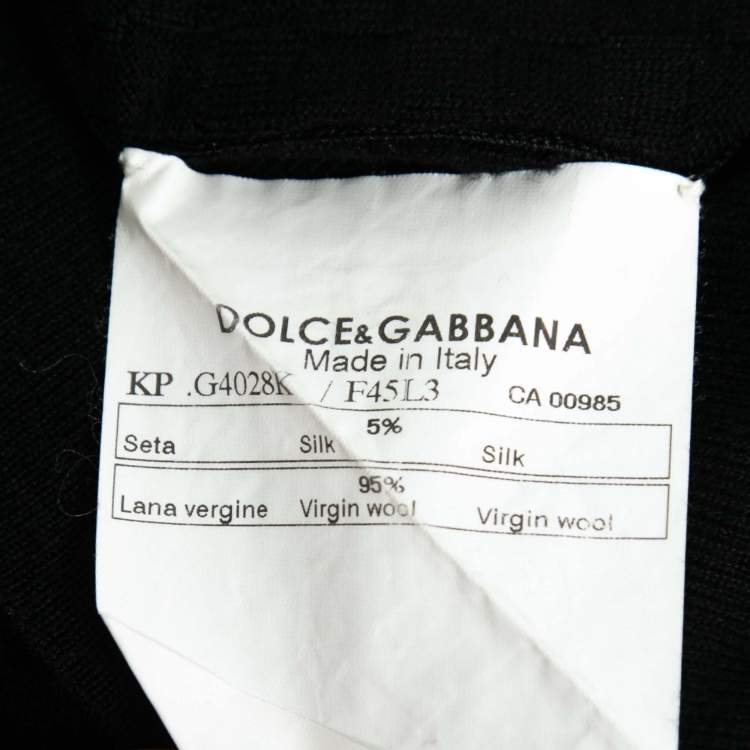 DOLCE&GABBANA
Made in Italy
KP .G4028K / F45L3 CA 00985
5%
Seta Silk Silk
95%
Lana vergine Virgin wool Virgin wool